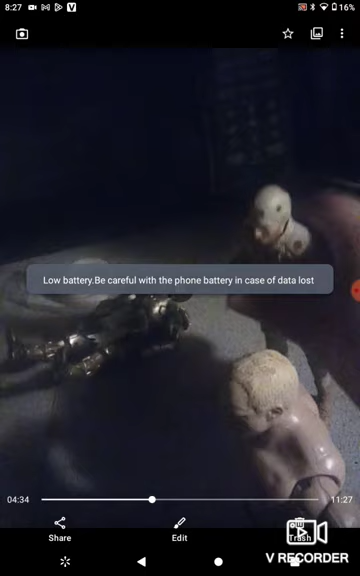 8:27
16%
Low battery.Be careful with the phone battery in case of data lost
04:34
11:27
Share
Edit
Trash
V RECORDER